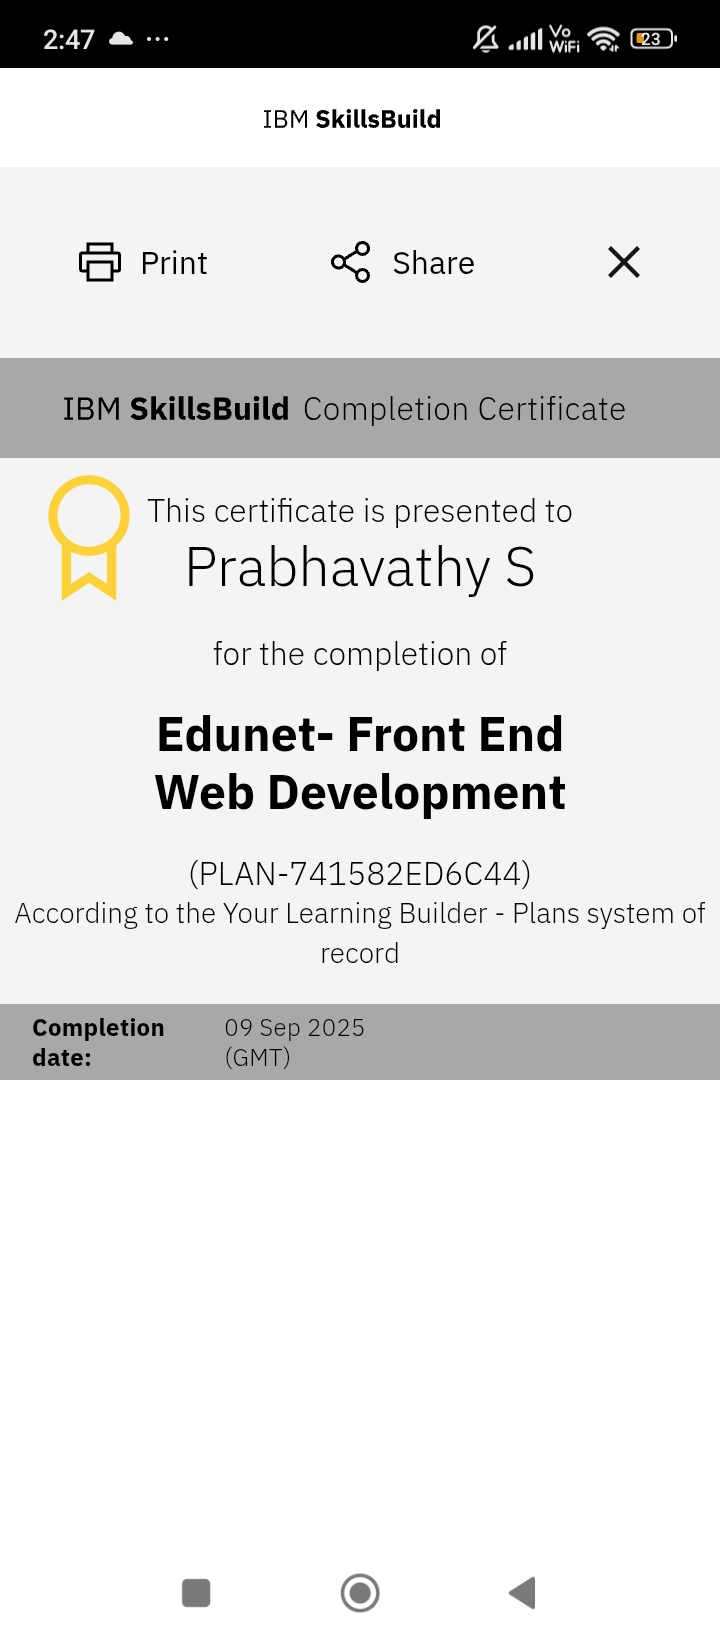 2:47 ...
Vo
WiFi
23
IBM SkillsBuild
Print
Share
IBM SkillsBuild Completion Certificate
This certificate is presented to
Prabhavathy S
for the completion of
Edunet- Front End
Web Development
(PLAN-741582ED6C44)
According to the Your Learning Builder - Plans system of
record
Completion
date:
09 Sep 2025
(GMT)